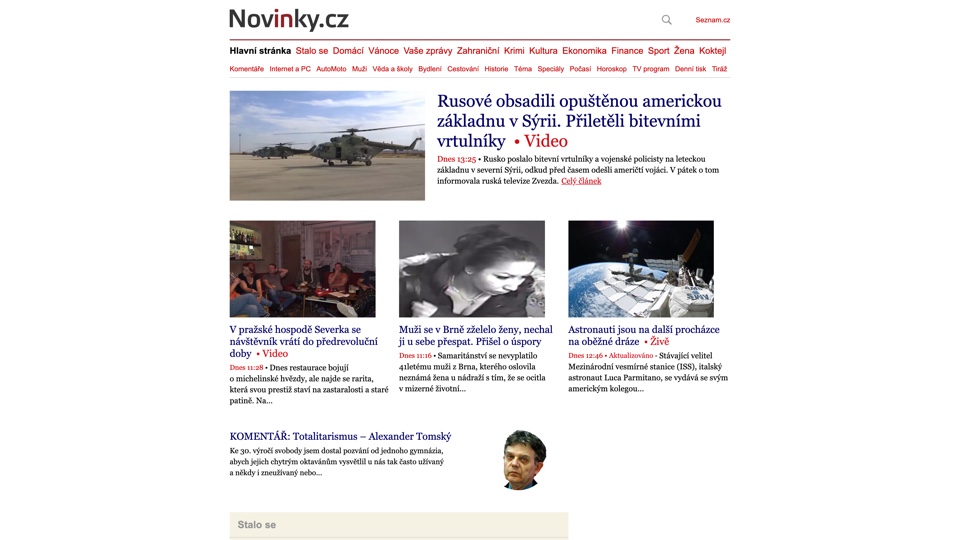 Novinky.cz
Seznam.cz
Hlavní stránka Stalo se Domácí Vánoce Vaše zprávy Zahraniční Krimi Kultura Ekonomika Finance Sport Žena Koktejl
Komentáře Internet a PC AutoMoto Muži Věda a školy Bydlení Cestování Historie Téma Speciály Počasí Horoskop TV program Denní tisk Tiráž
Rusové obsadili opuštěnou americkou
základnu v Sýrii. Přiletěli bitevními
vrtulníky • Video
Dnes 13:25 • Rusko poslalo bitevní vrtulníky a vojenské policisty na leteckou
základnu v severní Sýrii, odkud před časem odešli američtí vojáci. V pátek o tom
informovala ruská televize Zvezda. Celý článek
V pražské hospodě Severka se
návštěvník vrátí do předrevoluční
doby • Video
Dnes 11:28 • Dnes restaurace bojují
o michelinské hvězdy, ale najde se rarita,
která svou prestiž staví na zastaralosti a staré
patině. Na...
Muži se v Brně zželelo ženy, nechal
ji u sebe přespat. Přišel o úspory
Dnes 11:16 • Samaritánství se nevyplatilo
41letému muži z Brna, kterého oslovila
neznámá žena u nádraží s tím, že se ocitla
v mizerné životní...
Astronauti jsou na další procházce
na oběžné dráze • Živě
Dnes 12:46 • Aktualizováno • Stávající velitel
Mezinárodní vesmírné stanice (ISS), italský
astronaut Luca Parmitano, se vydává se svým
americkým kolegou...
KOMENTÁŘ: Totalitarismus – Alexander Tomský
Ke 30. výročí svobody jsem dostal pozvání od jednoho gymnázia,
abych jejich chytrým oktavánům vysvětlil u nás tak často užívaný
a někdy i zneužívaný nebo...
Stalo se